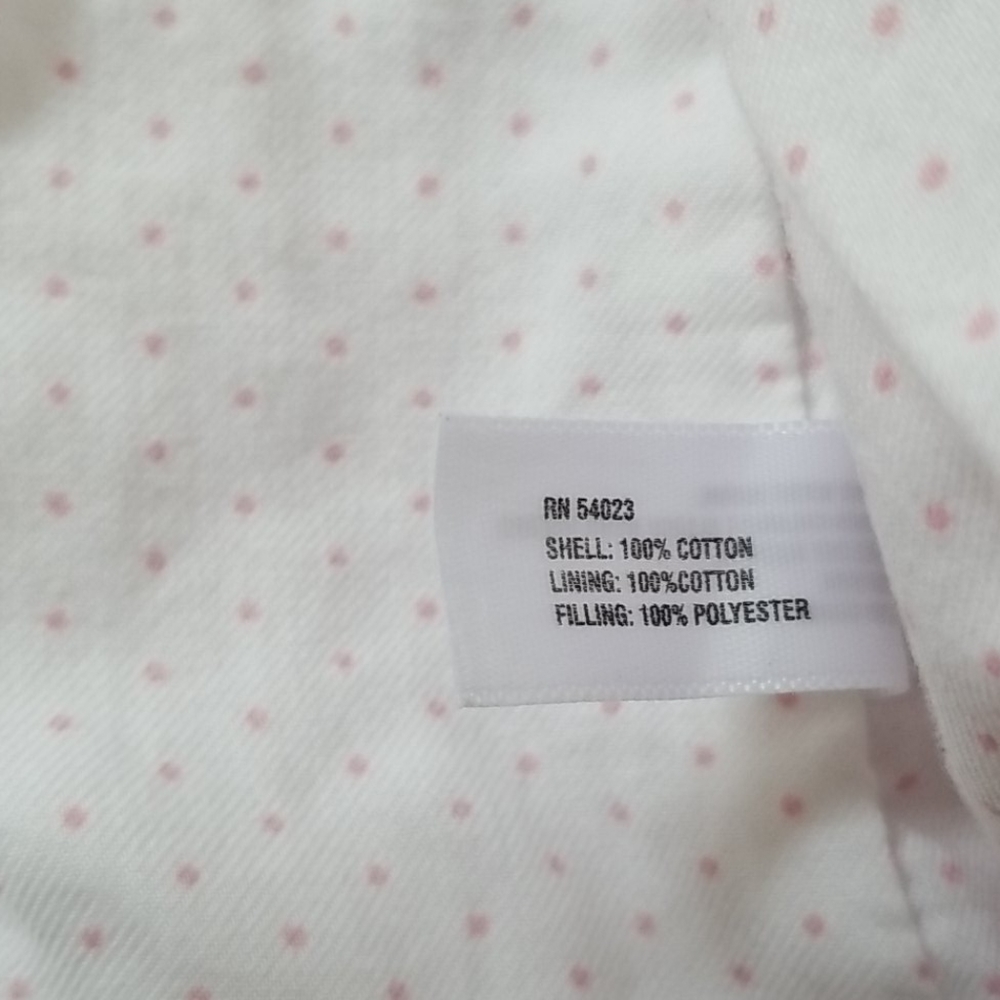 RN 54023
SHELL: 100% COTTON
LINING: 100%COTTON
FILLING: 100% POLYESTER